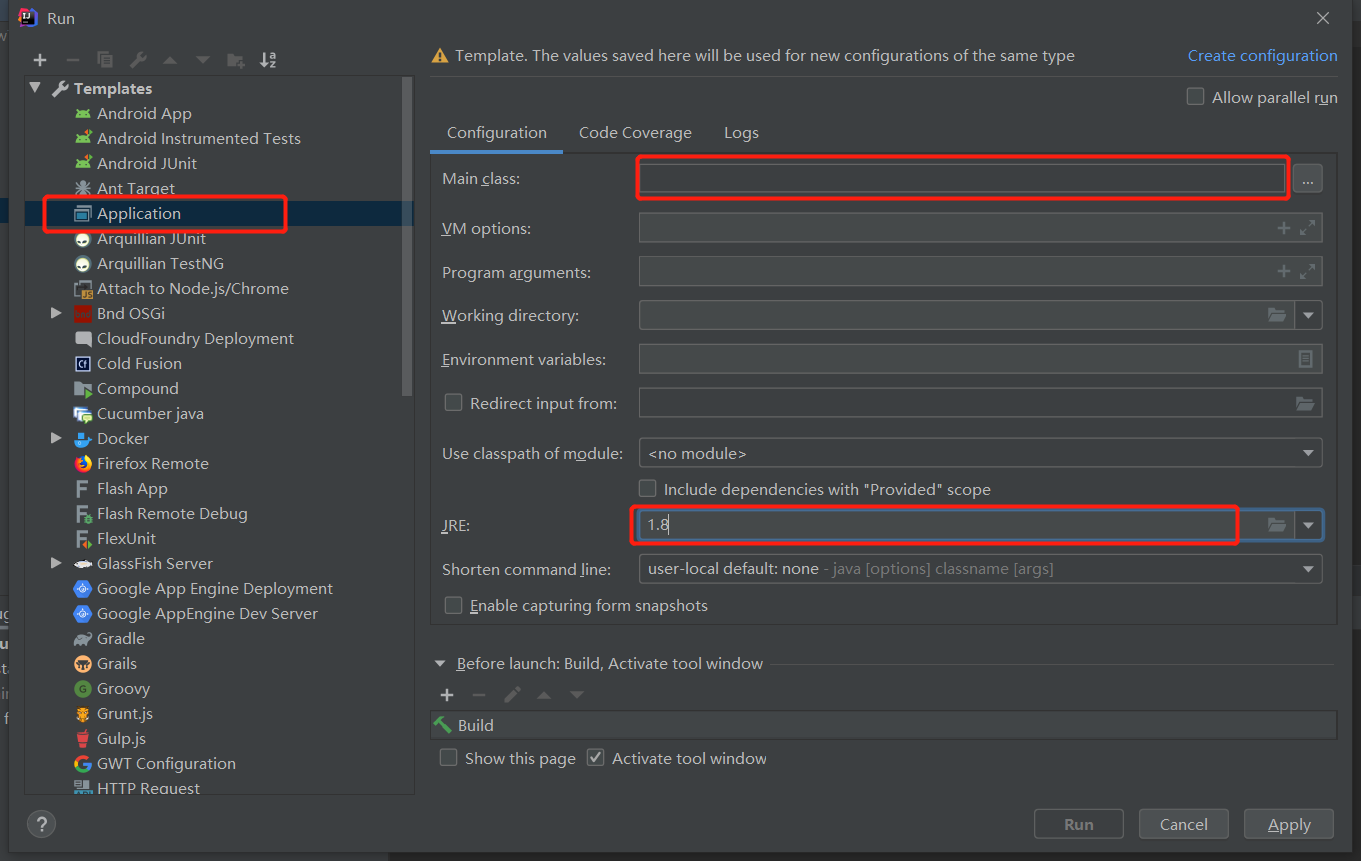 Run
Templates
Android App
Android Instrumented Tests
Android JUnit
Ant Target
Application
Arquillian JUnit
Arquillian TestNG
Attach to Node.js/Chrome
Bnd OSGi
CloudFoundry Deployment
Cold Fusion
Compound
Cucumber java
Docker
Firefox Remote
Flash App
Flash Remote Debug
FlexUnit
GlassFish Server
Google App Engine Deployment
Google AppEngine Dev Server
Gradle
Grails
Groovy
Grunt.js
Gulp.js
GWT Configuration
HTTP Request
Template. The values saved here will be used for new configurations of the same type
Create configuration
Allow parallel run
Configuration Code Coverage Logs
Main class: ...
VM options:
Program arguments:
Working directory:
Environment variables:
Redirect input from:
Use classpath of module: <no module>
Include dependencies with "Provided" scope
JRE: 1.8
Shorten command line: user-local default: none - java [options] classname [args]
Enable capturing form snapshots
Before launch: Build, Activate tool window
Build
Show this page Activate tool window
? Run Cancel Apply